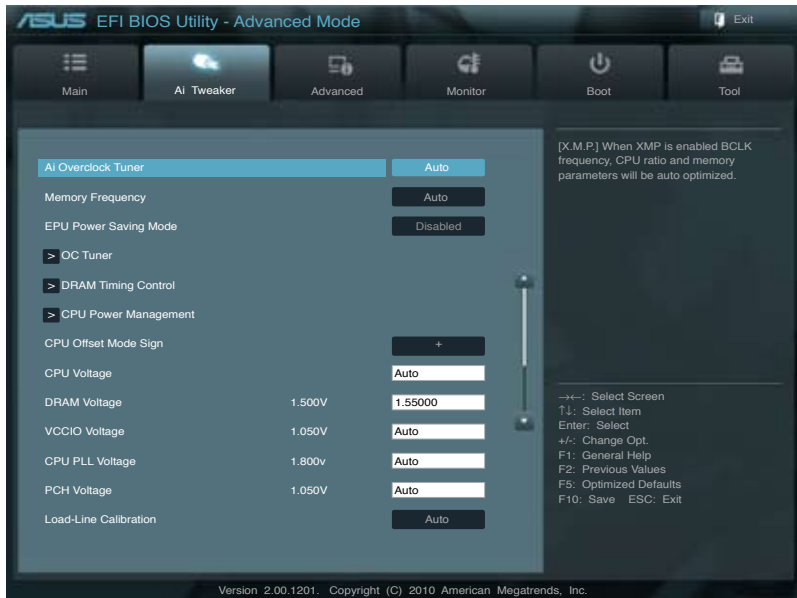 ASUS EFI BIOS Utility - Advanced Mode
Exit
Main
Ai Tweaker
Advanced
Monitor
Boot
Tool
[X.M.P.] When XMP is enabled BCLK
frequency, CPU ratio and memory
parameters will be auto optimized.
Ai Overclock Tuner Auto
Memory Frequency Auto
EPU Power Saving Mode Disabled
> OC Tuner
> DRAM Timing Control
> CPU Power Management
CPU Offset Mode Sign +
CPU Voltage Auto
DRAM Voltage 1.500V 1.55000
VCCIO Voltage 1.050V Auto
CPU PLL Voltage 1.800v Auto
PCH Voltage 1.050V Auto
Load-Line Calibration Auto
→←: Select Screen
↑↓: Select Item
Enter: Select
+/-: Change Opt.
F1: General Help
F2: Previous Values
F5: Optimized Defaults
F10: Save ESC: Exit
Version 2.00.1201. Copyright (C) 2010 American Megatrends, Inc.